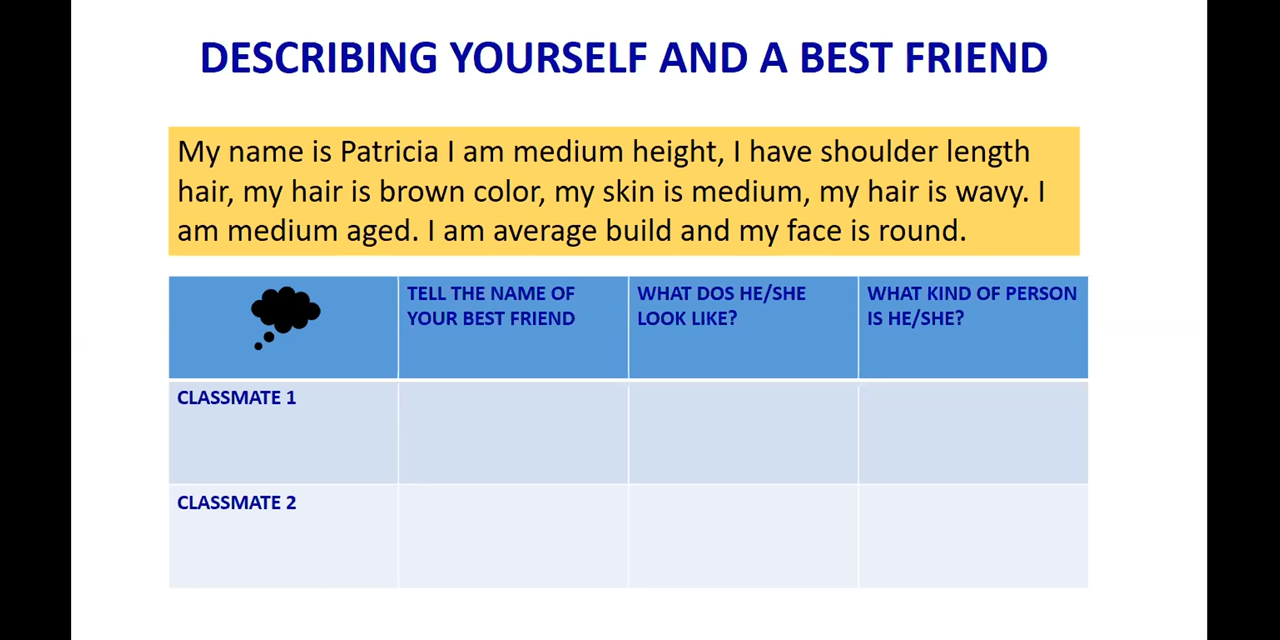 DESCRIBING YOURSELF AND A BEST FRIEND
My name is Patricia I am medium height, I have shoulder length
hair, my hair is brown color, my skin is medium, my hair is wavy. I
am medium aged. I am average build and my face is round.
TELL THE NAME OF
YOUR BEST FRIEND
WHAT DOS HE/SHE
LOOK LIKE?
WHAT KIND OF PERSON
IS HE/SHE?
CLASSMATE 1
CLASSMATE 2